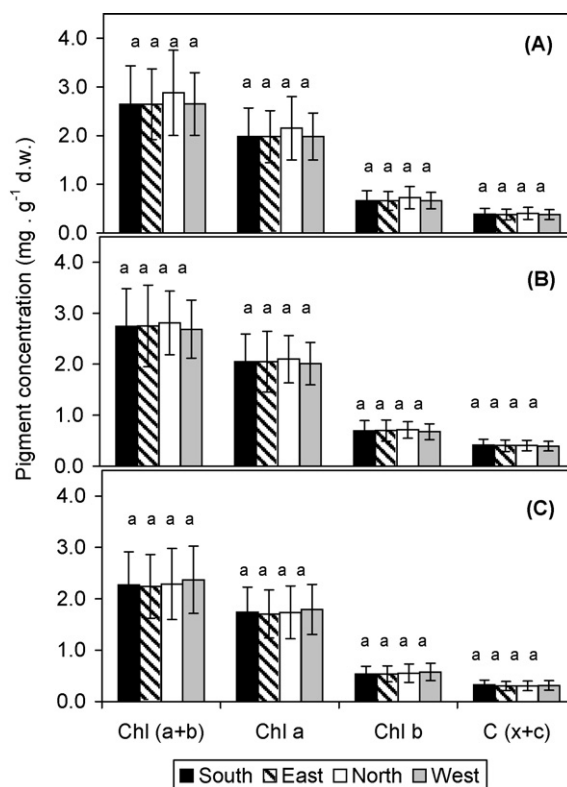 Pigment concentration (mg . g⁻¹ d.w.)
4.0 a a a a (A)
3.0 a a a a
2.0
1.0 a a a a a a a a
0.0
4.0 a a a a (B)
3.0 a a a a
2.0
1.0 a a a a a a a a
0.0
4.0 (C)
3.0 a a a a
2.0 a a a a
1.0 a a a a a a a a
0.0
Chl (a+b) Chl a Chl b C (x+c)
South East North West